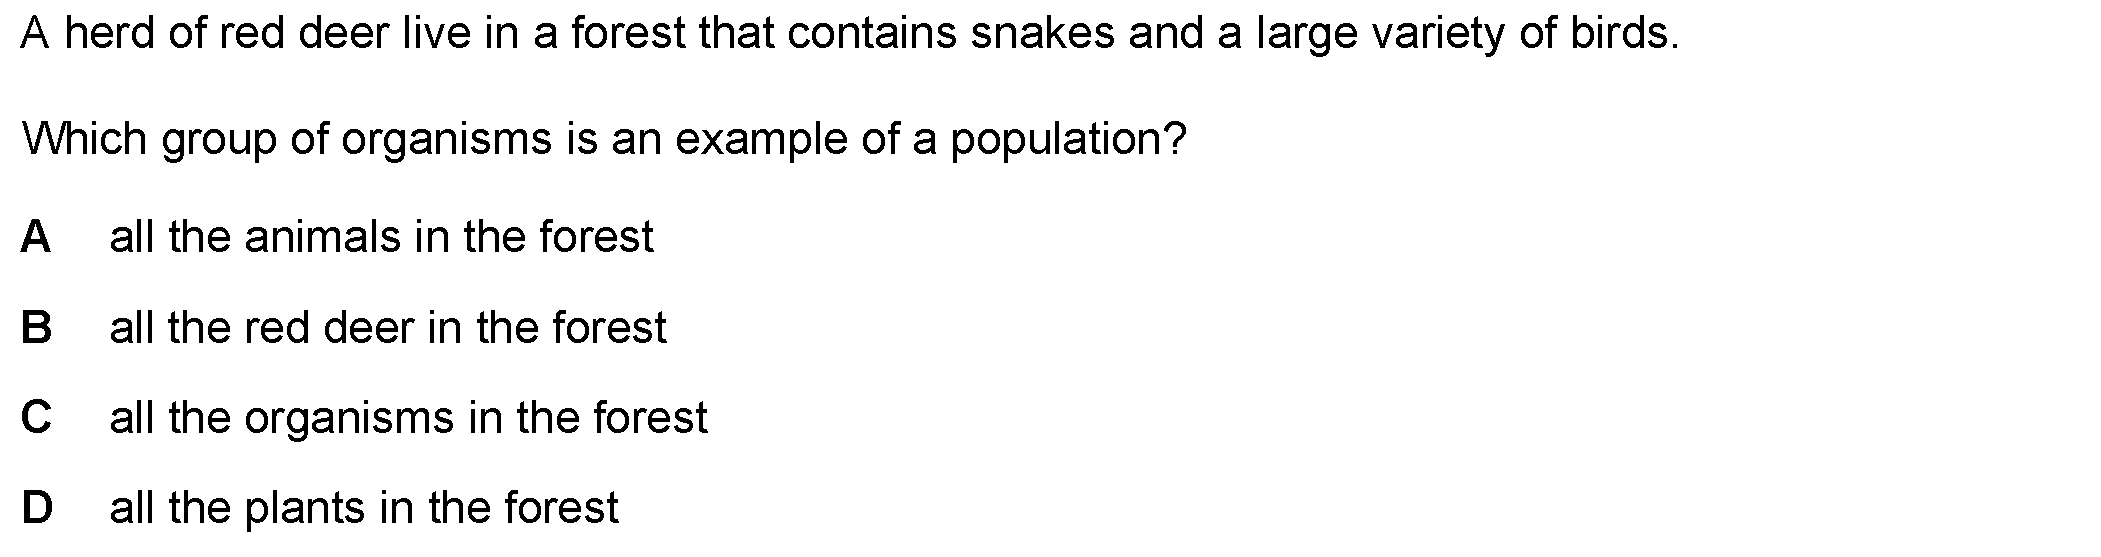 A herd of red deer live in a forest that contains snakes and a large variety of birds.
Which group of organisms is an example of a population?
A all the animals in the forest
B all the red deer in the forest
C all the organisms in the forest
D all the plants in the forest